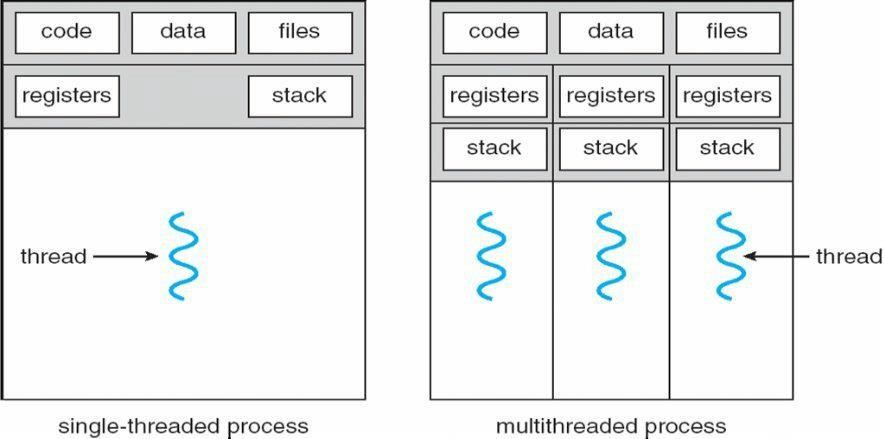 code data files
registers stack
thread
single-threaded process
code data files
registers registers registers
stack stack stack
thread
multithreaded process